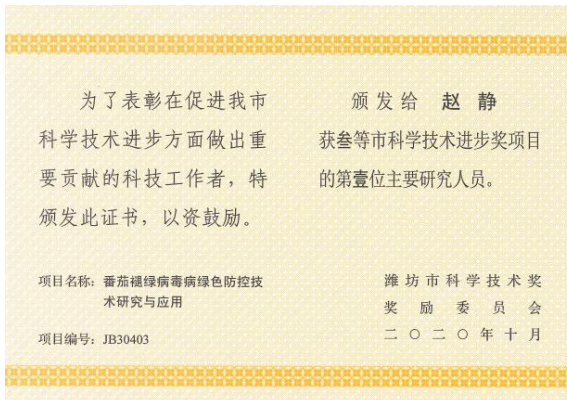 为了表彰在促进我市
科学技术进步方面做出重
要贡献的科技工作者，特
颁发此证书，以资鼓励。
项目名称：番茄褪绿病毒病绿色防控技
术研究与应用
项目编号：JB30403
颁发给 赵静
获叁等市科学技术进步奖项目
的第壹位主要研究人员。
潍坊市科学技术奖
奖励委员会
二〇二〇年十月